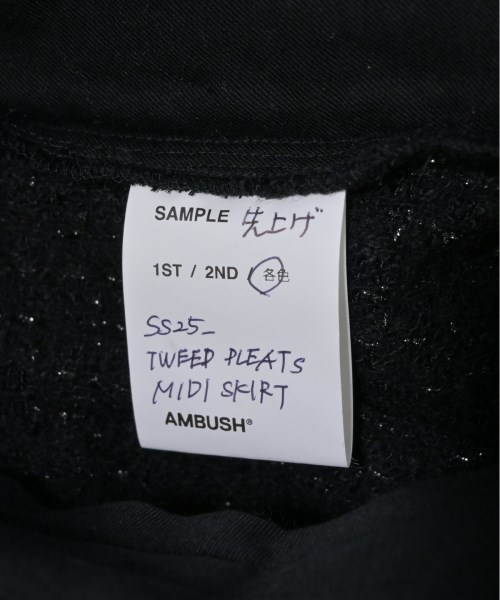 SAMPLE 先上げ
1ST / 2ND / 各色
SS25_
TWEED PLEATS
MIDI SKIRT
AMBUSH®